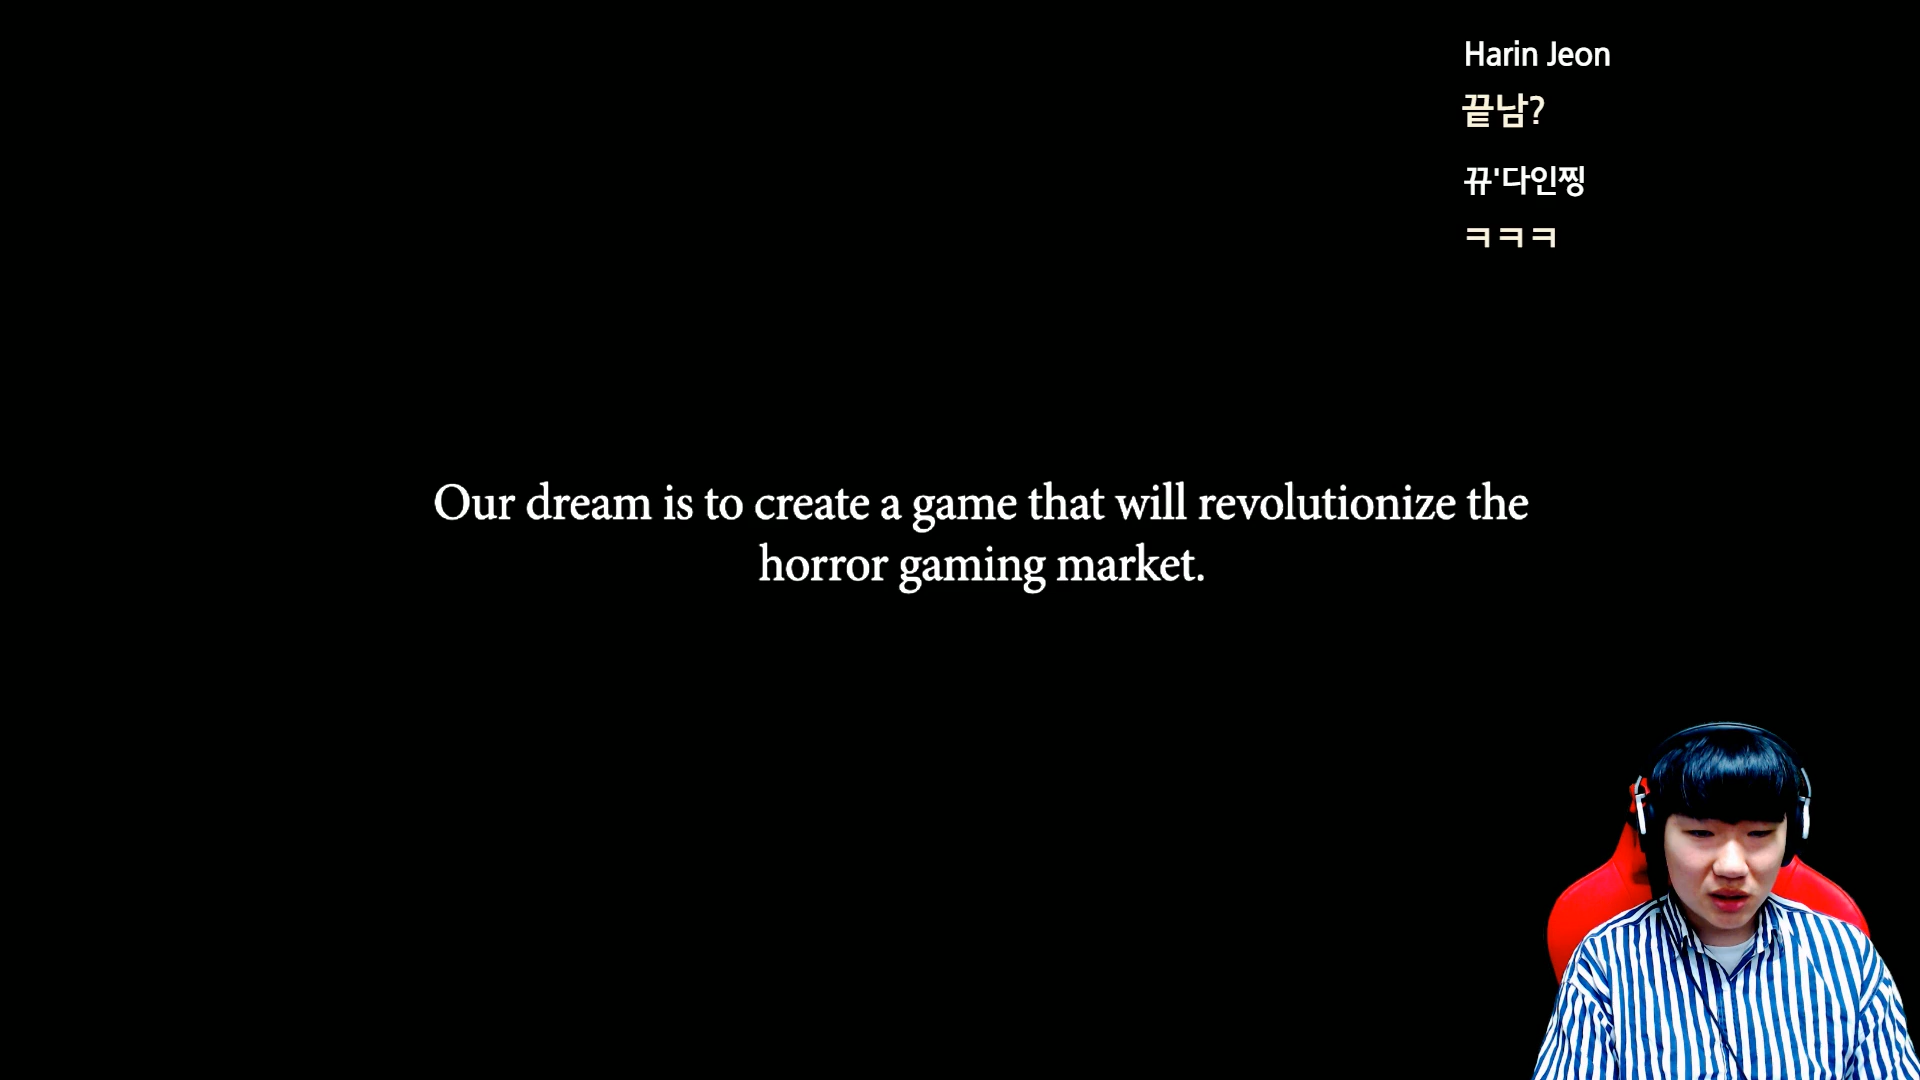 Harin Jeon
끝남?
뀨'다인찡
ㅋㅋㅋ
Our dream is to create a game that will revolutionize the
horror gaming market.